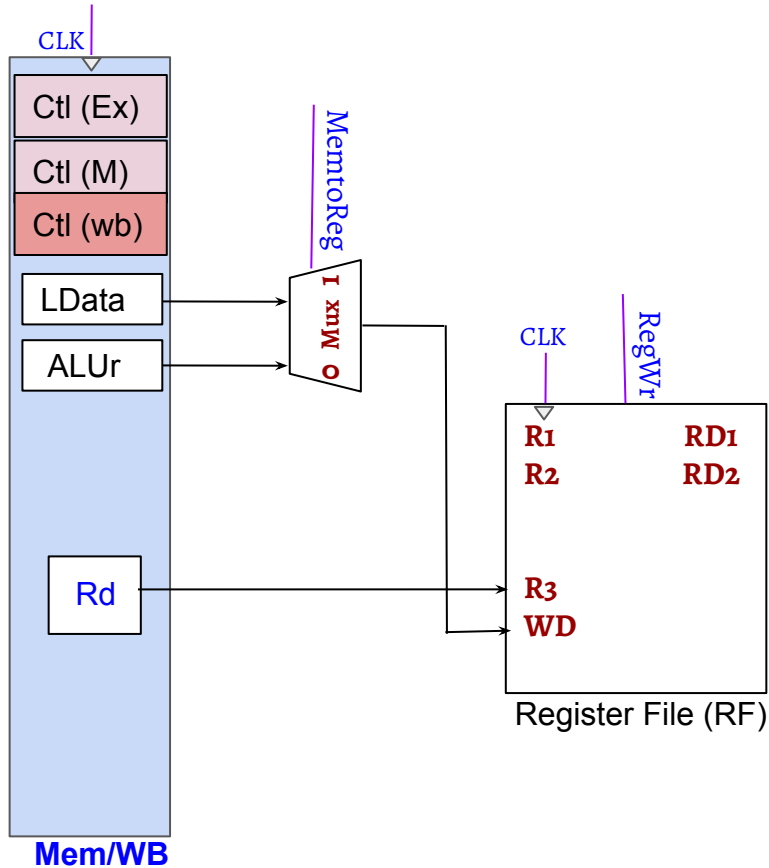 CLK
Ctl (Ex)
Ctl (M)
Ctl (wb)
MemtoReg
LData
ALUr
1 Mux 0
CLK
RegWr
R1
RD1
R2
RD2
Rd
R3
WD
Register File (RF)
Mem/WB